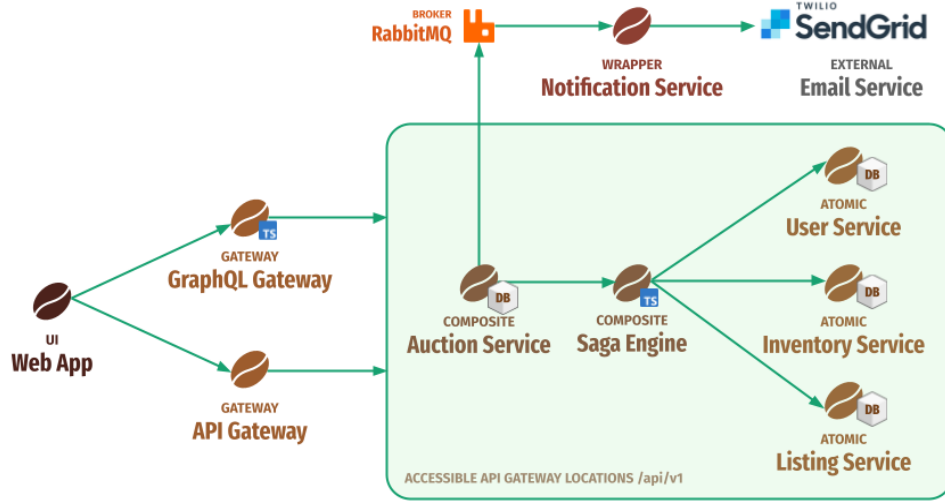 BROKER
RabbitMQ
WRAPPER
Notification Service
TWILIO
SendGrid
EXTERNAL
Email Service
TS
GATEWAY
GraphQL Gateway
UI
Web App
GATEWAY
API Gateway
DB
COMPOSITE
Auction Service
TS
COMPOSITE
Saga Engine
DB
ATOMIC
User Service
DB
ATOMIC
Inventory Service
DB
ATOMIC
Listing Service
ACCESSIBLE API GATEWAY LOCATIONS /api/v1